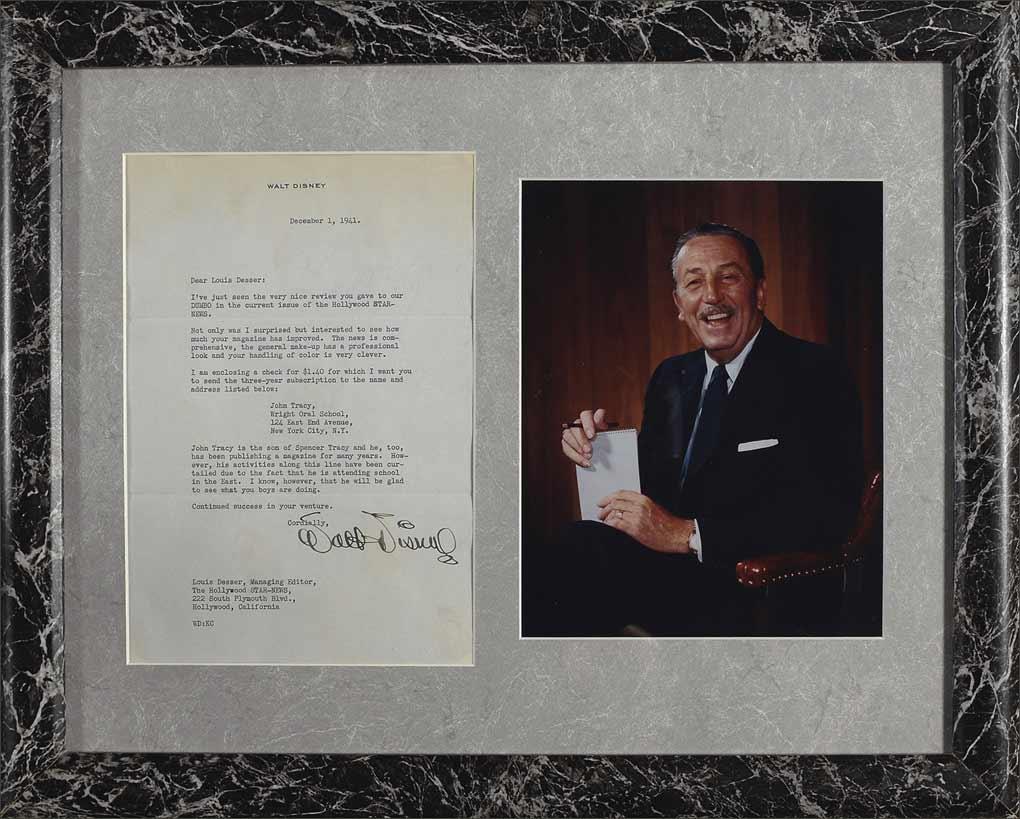 WALT DISNEY
December 1, 1941.
Dear Louis Desser:
I've just seen the very nice review you gave to our
DUMBO in the current issue of the Hollywood STAR-
NEWS.
Not only was I surprised but interested to see how
much your magazine has improved. The news is com-
prehensive, the general make-up has a professional
look and your handling of color is very clever.
I am enclosing a check for $1.40 for which I want you
to send the three-year subscription to the name and
address listed below:
John Tracy,
Wright Oral School,
124 East End Avenue,
New York City, N.Y.
John Tracy is the son of Spencer Tracy and he, too,
has been publishing a magazine for many years. How-
ever, his activities along this line have been cur-
tailed due to the fact that he is attending school
in the East. I know, however, that he will be glad
to see what you boys are doing.
Continued success in your venture.
Cordially,
Walt Disney
Louis Desser, Managing Editor,
The Hollywood STAR-NEWS,
222 South Plymouth Blvd.,
Hollywood, California
WD:KC